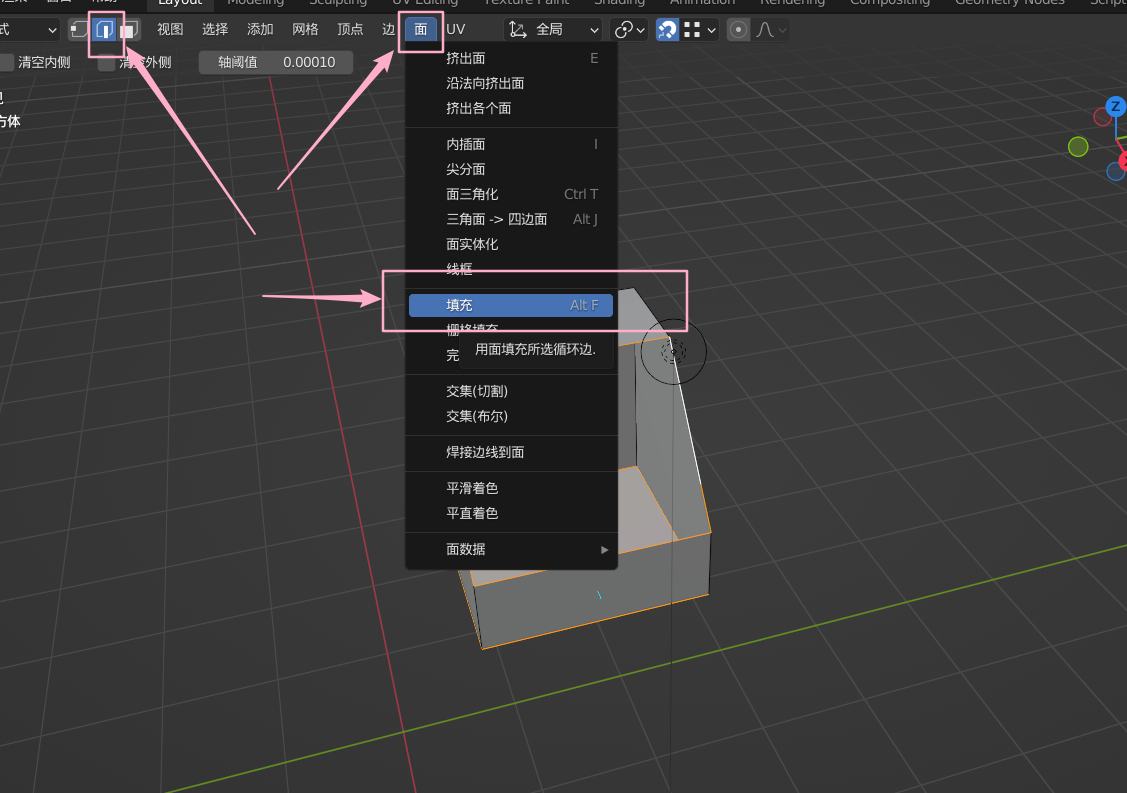 Layout Modeling Sculpting UV Editing Texture Paint Shading Animation Rendering Compositing Geometry Nodes Script
式 视图 选择 添加 网格 顶点 边 面 UV 全局
清空内侧 清空外侧 轴阈值 0.00010
方体
挤出面 E
沿法向挤出面
挤出各个面
内插面 I
尖分面
面三角化 Ctrl T
三角面 -> 四边面 Alt J
面实体化
线框
填充 Alt F
栅格填充
完
用面填充所选循环边.
交集(切割)
交集(布尔)
焊接边线到面
平滑着色
平直着色
面数据
Z